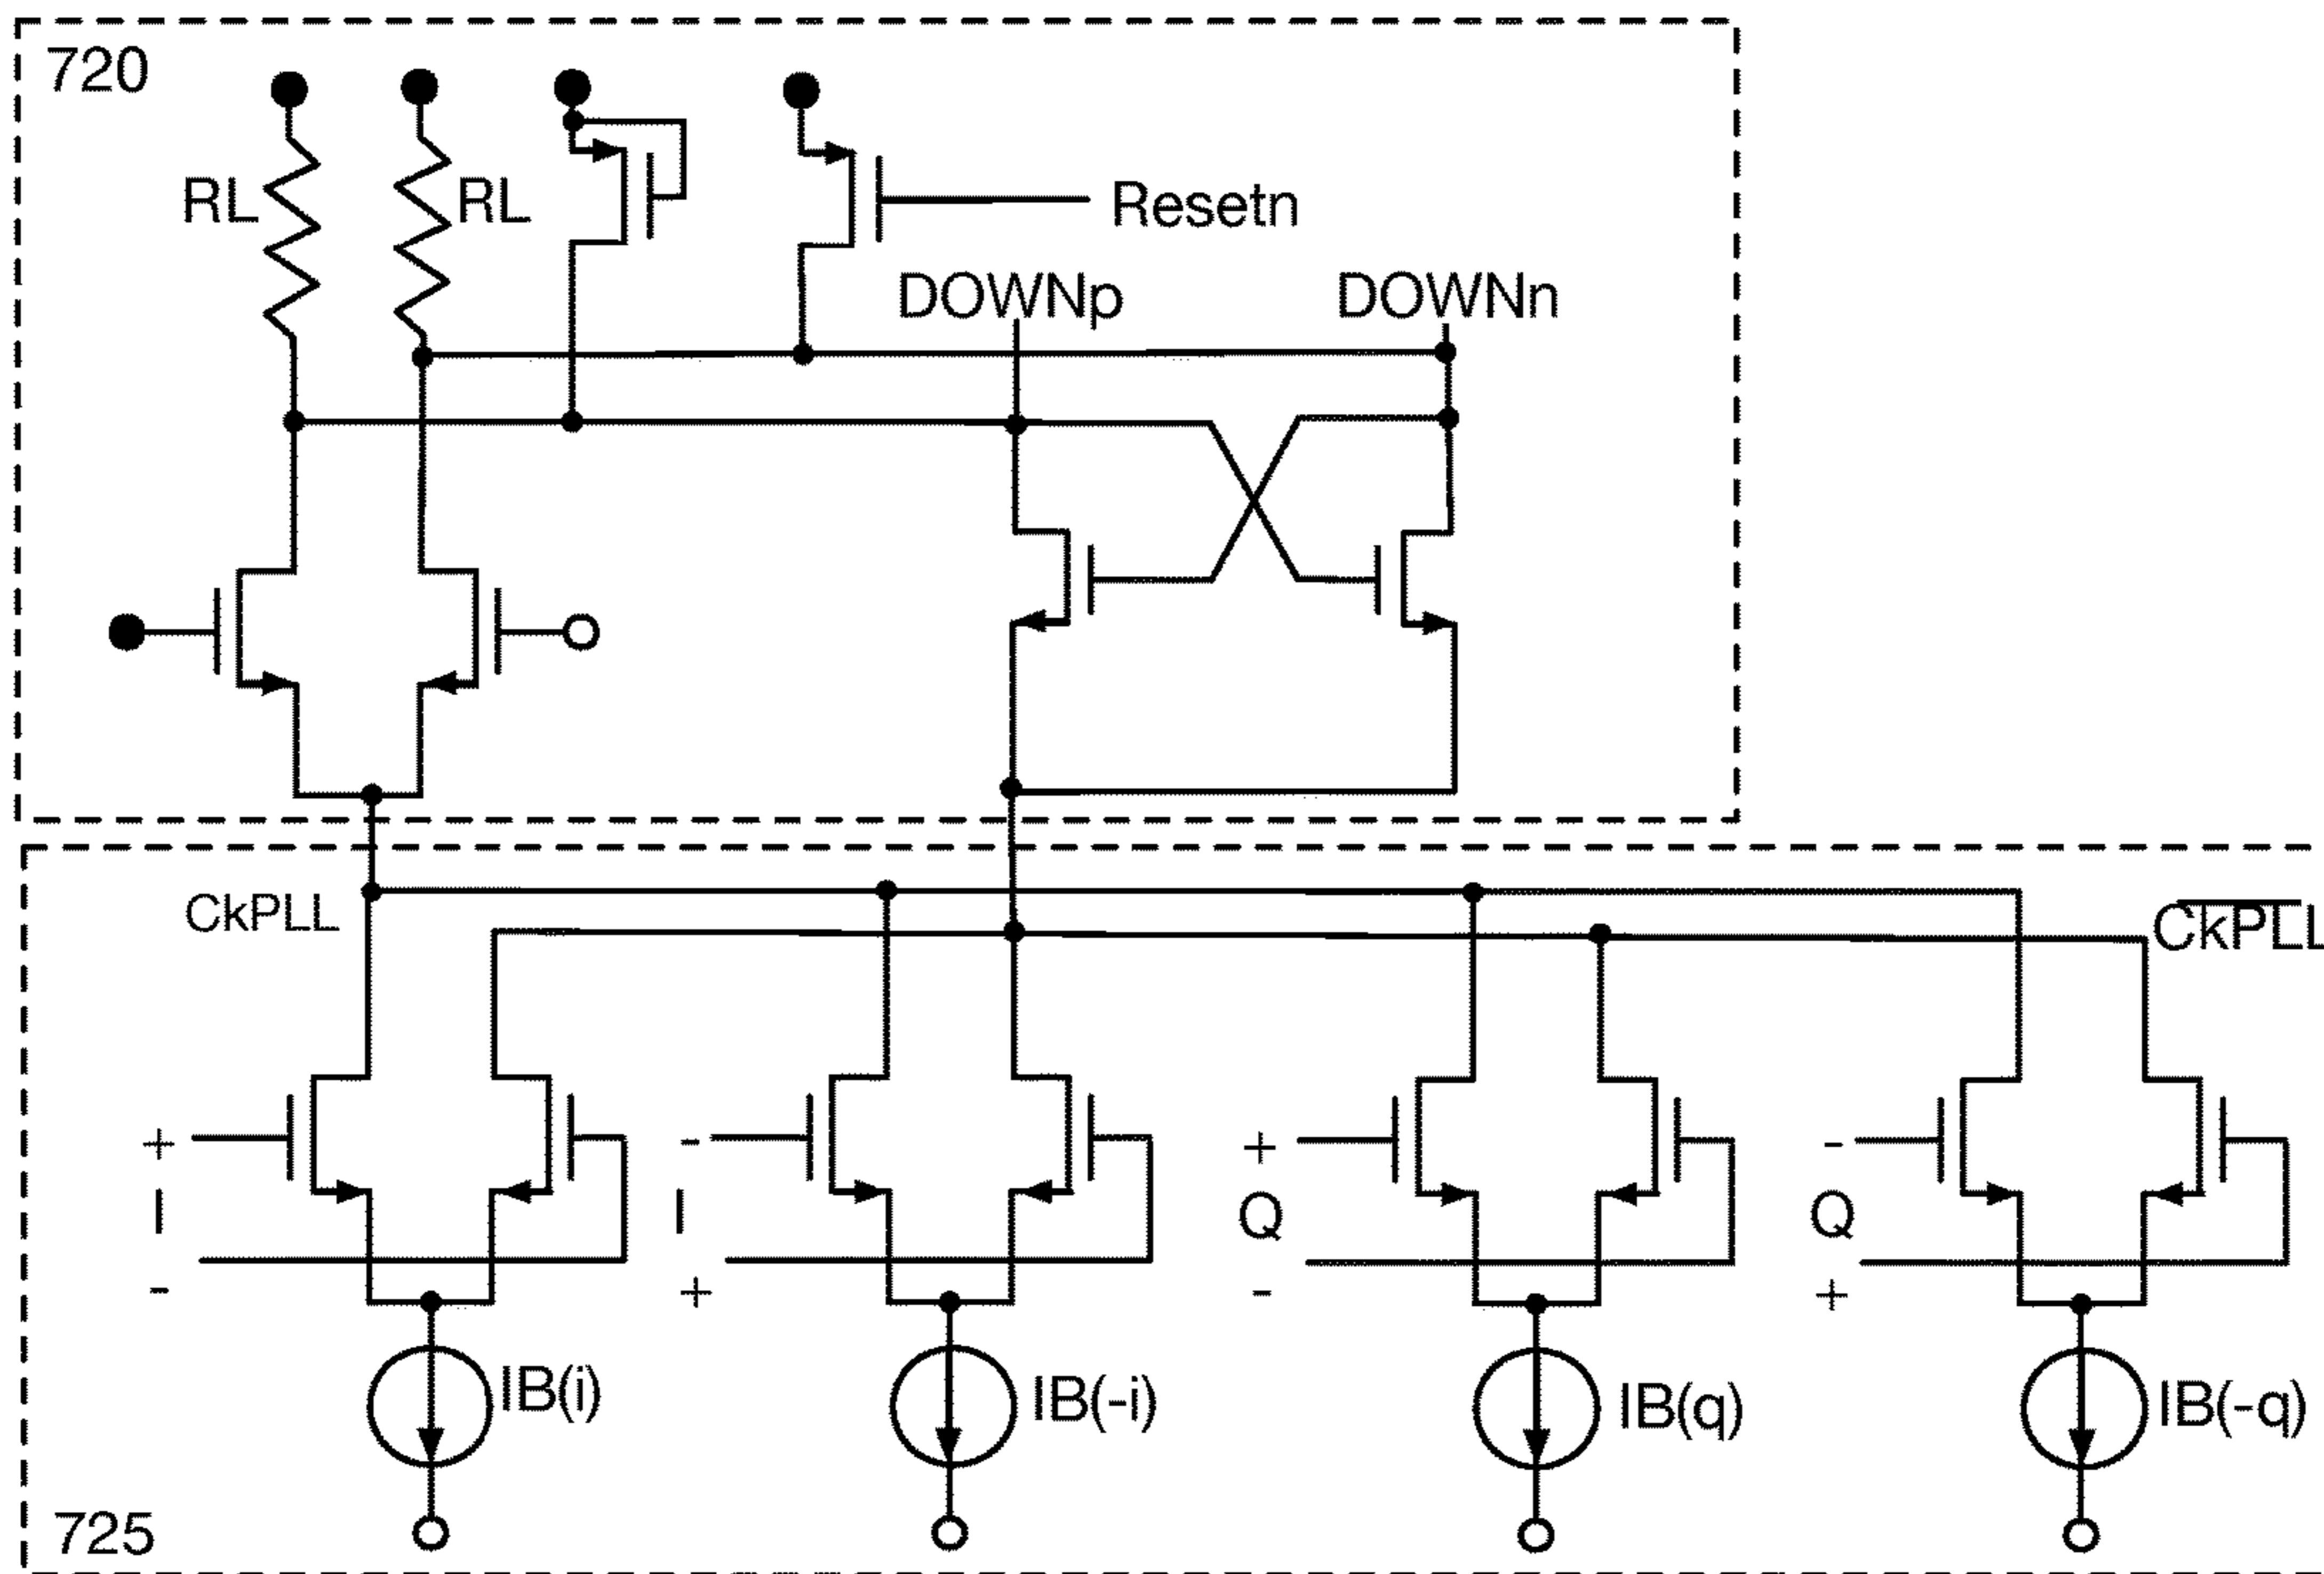 720
RL
RL
Resetn
DOWNp
DOWNn
CkPLL
CkPLL
+
-
+
-
I
I
Q
Q
-
+
-
+
IB(i)
IB(-i)
IB(q)
IB(-q)
725